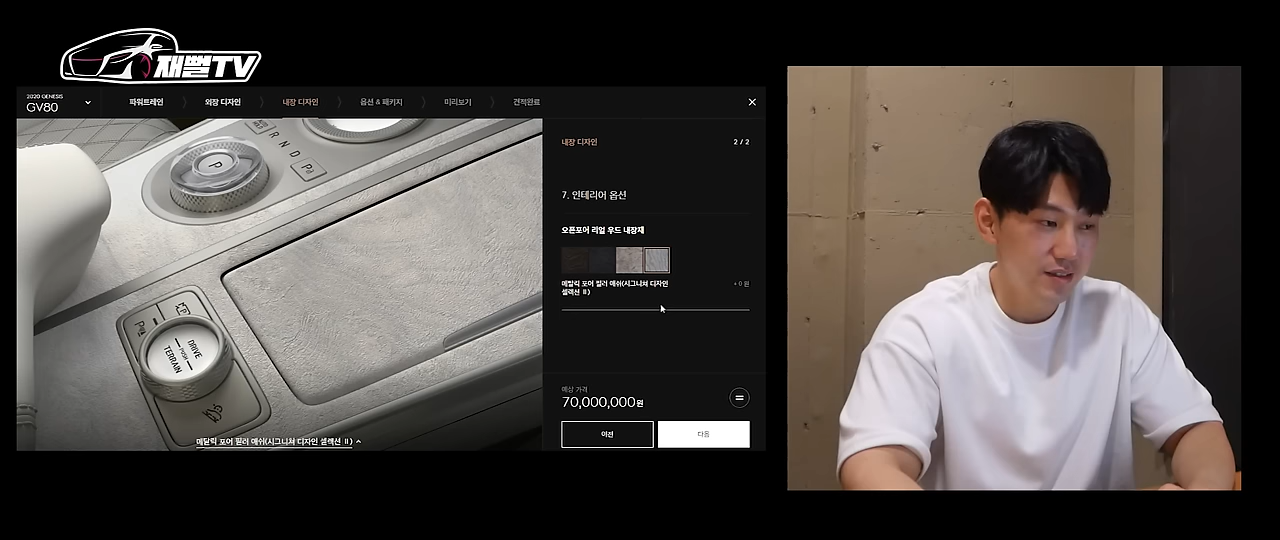 재뻘TV
2020 GENESIS
GV80
파워트레인
외장 디자인
내장 디자인
옵션 & 패키지
미리보기
견적완료
AUTO HOLD
R N D
P
P
DRIVE
PUSH
TERRAIN
내장 디자인
2 / 2
7. 인테리어 옵션
오픈포어 리얼 우드 내장재
메탈릭 포어 필러 애쉬(시그니쳐 디자인
셀렉션 Ⅱ)
+ 0 원
예상 가격
70,000,000원
이전
다음
메탈릭 포어 필러 애쉬(시그니쳐 디자인 셀렉션 Ⅱ)